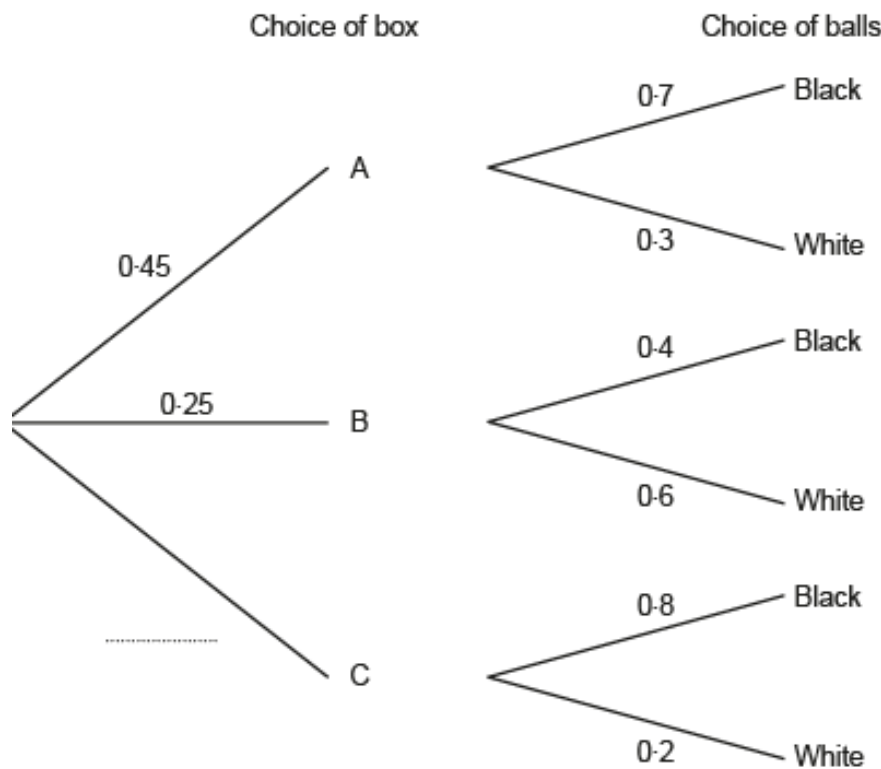 Choice of box Choice of balls
0·7 Black
A
0·45
0·3 White
0·4 Black
0·25
B
0·6 White
0·8 Black
C
0·2 White